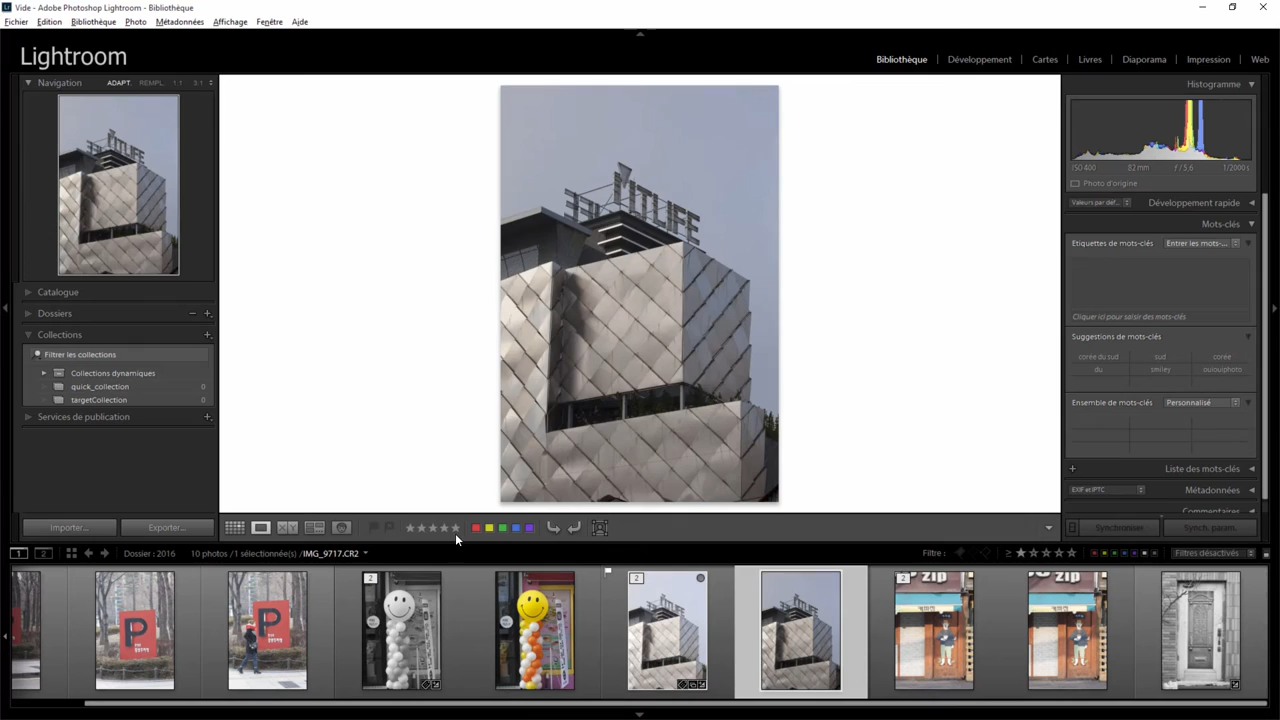 Vide - Adobe Photoshop Lightroom - Bibliothèque
Fichier Edition Bibliothèque Photo Métadonnées Affichage Fenêtre Aide
Lightroom
Bibliothèque | Développement | Cartes | Livres | Diaporama | Impression | Web
Navigation ADAPT. REMPL. 1:1 3:1
Catalogue
Dossiers
Collections
Filtrer les collections
Collections dynamiques
quick_collection 0
targetCollection 0
Services de publication
Importer...
Exporter...
Histogramme
ISO 400 82 mm ƒ / 5,6 1/2000 s
Photo d'origine
Valeurs par déf... Développement rapide
Mots-clés
Etiquettes de mots-clés Entrer les mots-...
Cliquer ici pour saisir des mots-clés
Suggestions de mots-clés
corée du sud sud corée
du smiley ouiouiphoto
Ensemble de mots-clés Personnalisé
Liste des mots-clés
EXIF et IPTC Métadonnées
Commentaires
Synchroniser Synch. param.
MTLIFE
XY
1 2 Dossier : 2016 10 photos /1 sélectionnée(s) /IMG_9717.CR2 Filtre : Filtres désactivés
P
P
2
2
2
zip
zip